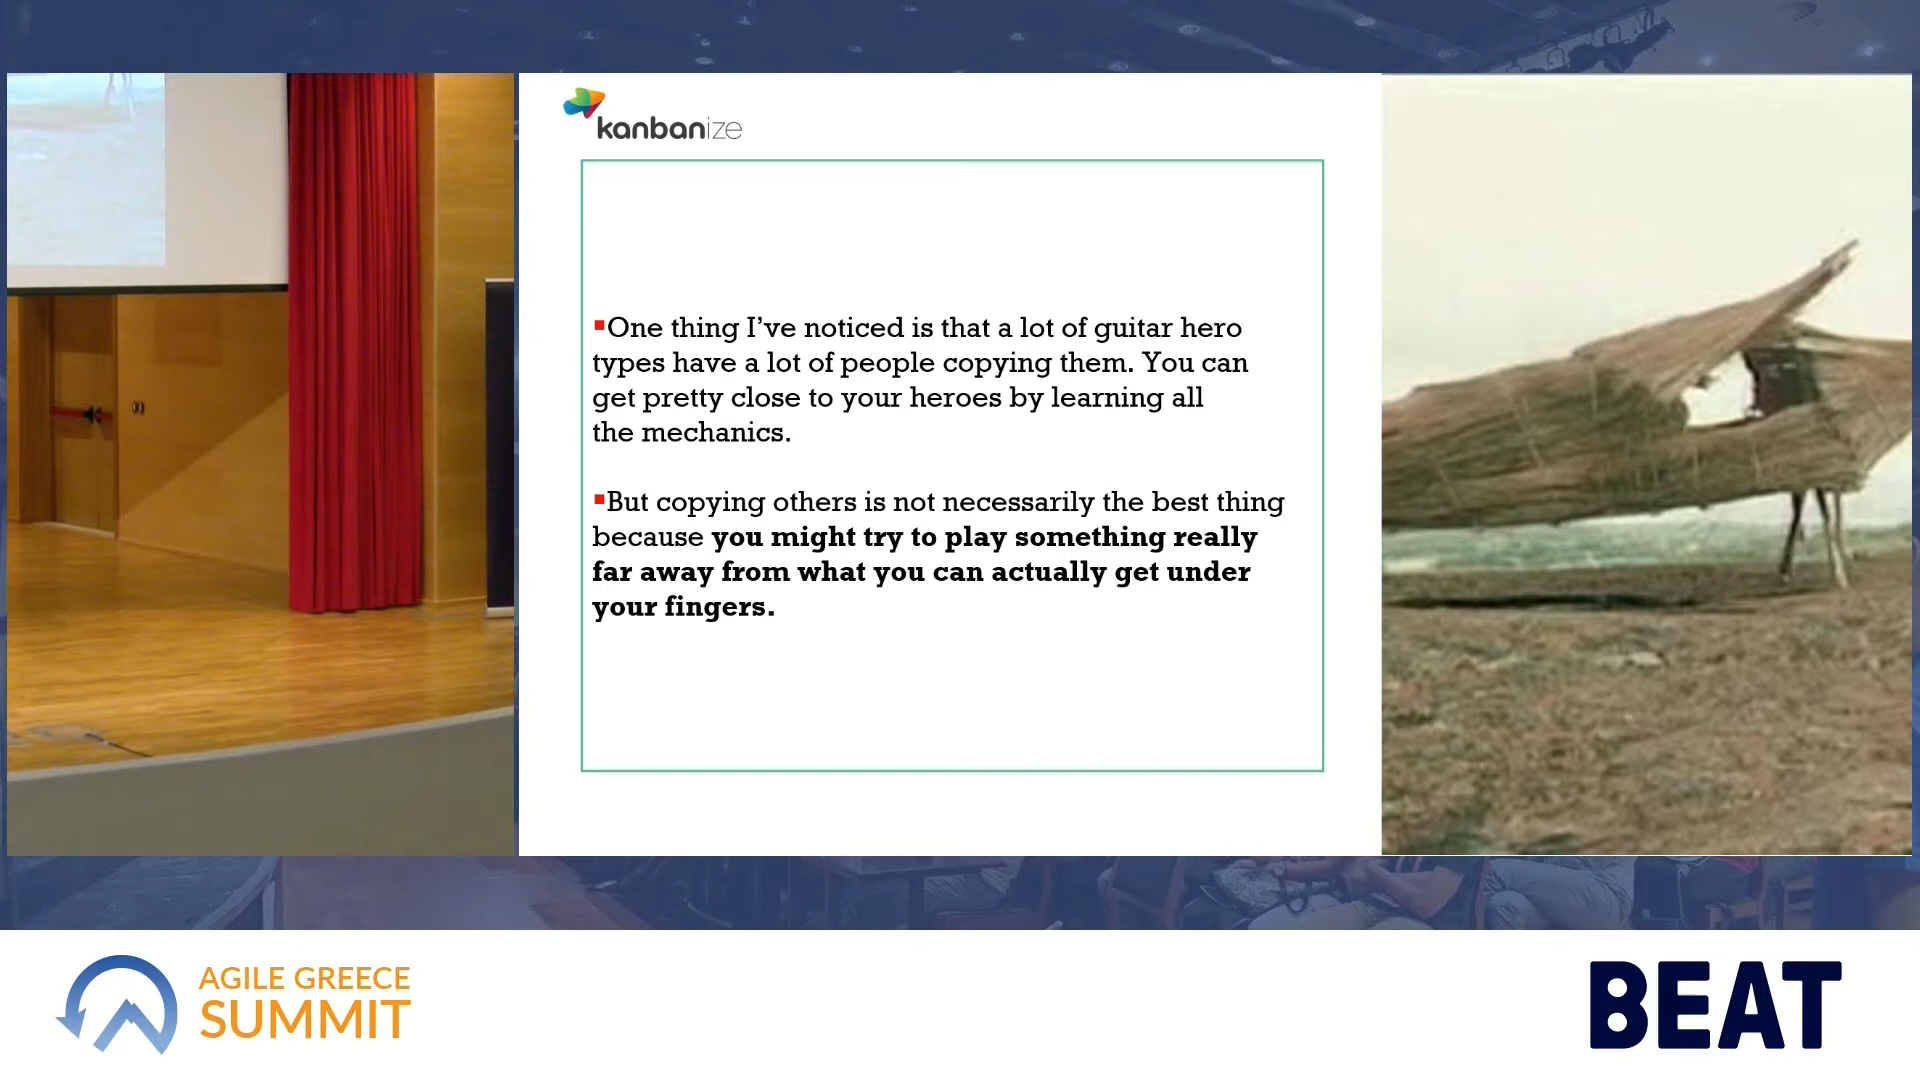 kanbanize
▪One thing I’ve noticed is that a lot of guitar hero
types have a lot of people copying them. You can
get pretty close to your heroes by learning all
the mechanics.
▪But copying others is not necessarily the best thing
because you might try to play something really
far away from what you can actually get under
your fingers.
AGILE GREECE
SUMMIT
BEAT